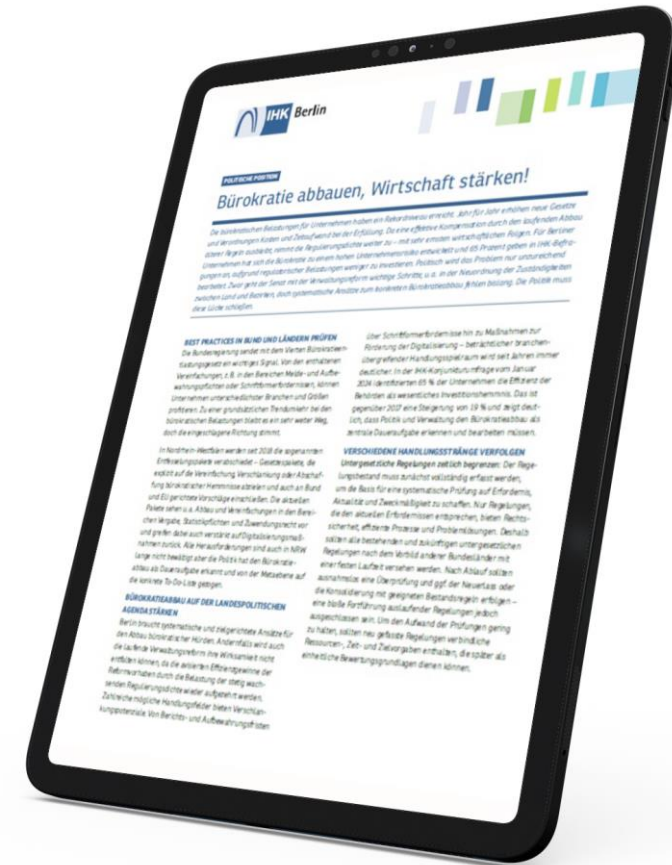 IHK Berlin
POLITISCHE POSITION
Bürokratie abbauen, Wirtschaft stärken!
Die bürokratischen Belastungen für Unternehmen haben ein Rekordniveau erreicht. Jahr für Jahr erhöhen neue Gesetze
und Verordnungen Kosten und Zeitaufwand bei der Erfüllung. Da eine effektive Kompensation durch den laufenden Abbau
älterer Regeln ausbleibt, nimmt die Regulierungsdichte weiter zu – mit sehr ernsten wirtschaftlichen Folgen. Für Berliner
Unternehmen hat sich die Bürokratie zu einem hohen Unternehmensrisiko entwickelt und 65 Prozent geben in IHK-Befra-
gungen an, aufgrund regulatorischer Belastungen weniger zu investieren. Politisch wird das Problem nur unzureichend
bearbeitet. Zwar geht der Senat mit der Verwaltungsreform wichtige Schritte, u.a. in der Neuordnung der Zuständigkeiten
zwischen Land und Bezirken, doch systematische Ansätze zum konkreten Bürokratieabbau fehlen bislang. Die Politik muss
diese Lücke schließen.
BEST PRACTICES IN BUND UND LÄNDERN PRÜFEN
Die Bundesregierung sendet mit dem Vierten Bürokratieent-
lastungsgesetz ein wichtiges Signal. Von den enthaltenen
Vereinfachungen, z.B. in den Bereichen Melde- und Aufbe-
wahrungspflichten oder Schriftformerfordernissen, können
Unternehmen unterschiedlichster Branchen und Größen
profitieren. Zu einer grundsätzlichen Trendumkehr bei den
bürokratischen Belastungen bleibt es ein sehr weiter Weg,
doch die eingeschlagene Richtung stimmt.
In Nordrhein-Westfalen werden seit 2018 die sogenannten
Entfesselungspakete verabschiedet – Gesetzespakete, die
explizit auf die Vereinfachung, Verschlankung oder Abschaf-
fung bürokratischer Hemmnisse abzielen und auch an Bund
und EU gerichtete Vorschläge einschließen. Die aktuellen
Pakete sehen u.a. Abbau und Vereinfachungen in den Berei-
chen Vergabe, Statistikpflichten und Zuwendungsrecht vor
und greifen dabei auch verstärkt auf Digitalisierungsmaß-
nahmen zurück. Alle Herausforderungen sind auch in NRW
lange nicht bewältigt aber die Politik hat den Bürokratie-
abbau als Daueraufgabe erkannt und von der Metaebene auf
die konkrete To-Do-Liste gezogen.
BÜROKRATIEABBAU AUF DER LANDESPOLITISCHEN
AGENDA STÄRKEN
Berlin braucht systematische und zielgerichtete Ansätze für
den Abbau bürokratischer Hürden. Andernfalls wird auch
die laufende Verwaltungsreform ihre Wirksamkeit nicht
entfalten können, da die avisierten Effizienzgewinne der
Reformvorhaben durch die Belastung der stetig wach-
senden Regulierungsdichte wieder aufgezehrt werden.
Zahlreiche mögliche Handlungsfelder bieten Verschlan-
kungspotenziale: Von Berichts- und Aufbewahrungsfristen
über Schriftformerfordernisse hin zu Maßnahmen zur
Förderung der Digitalisierung – beträchtlicher branchen-
übergreifender Handlungsspielraum wird seit Jahren immer
deutlicher. In der IHK-Konjunkturumfrage vom Januar
2024 identifizierten 65 % der Unternehmen die Effizienz der
Behörden als wesentliches Investitionshemmnis. Das ist
gegenüber 2017 eine Steigerung von 19 % und zeigt deut-
lich, dass Politik und Verwaltung den Bürokratieabbau als
zentrale Daueraufgabe erkennen und bearbeiten müssen.
VERSCHIEDENE HANDLUNGSSTRÄNGE VERFOLGEN
Untergesetzliche Regelungen zeitlich begrenzen: Der Rege-
lungsbestand muss zunächst vollständig erfasst werden,
um die Basis für eine systematische Prüfung auf Erfordernis,
Aktualität und Zweckmäßigkeit zu schaffen. Nur Regelungen,
die den aktuellen Erfordernissen entsprechen, bieten Rechts-
sicherheit, effiziente Prozesse und Problemlösungen. Deshalb
sollten alle bestehenden und zukünftigen untergesetzlichen
Regelungen nach dem Vorbild anderer Bundesländer mit
einer festen Laufzeit versehen werden. Nach Ablauf sollten
ausnahmslos eine Überprüfung und ggf. der Neuerlass oder
die Konsolidierung mit geeigneten Bestandsregeln erfolgen –
eine bloße Fortführung auslaufender Regelungen jedoch
ausgeschlossen sein. Um den Aufwand der Prüfungen gering
zu halten, sollten neu gefasste Regelungen verbindliche
Ressourcen-, Zeit- und Zielvorgaben enthalten, die später als
einheitliche Bewertungsgrundlagen dienen können.